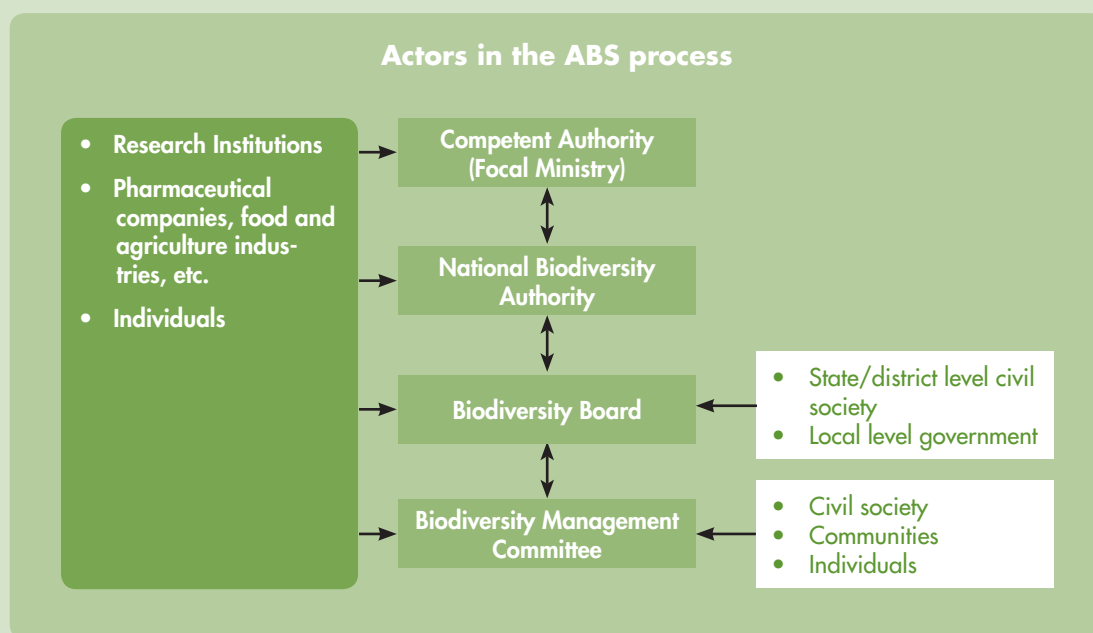 Actors in the ABS process
• Research Institutions
• Pharmaceutical
companies, food and
agriculture indus-
tries, etc.
• Individuals
Competent Authority
(Focal Ministry)
National Biodiversity
Authority
Biodiversity Board
Biodiversity Management
Committee
• State/district level civil
society
• Local level government
• Civil society
• Communities
• Individuals